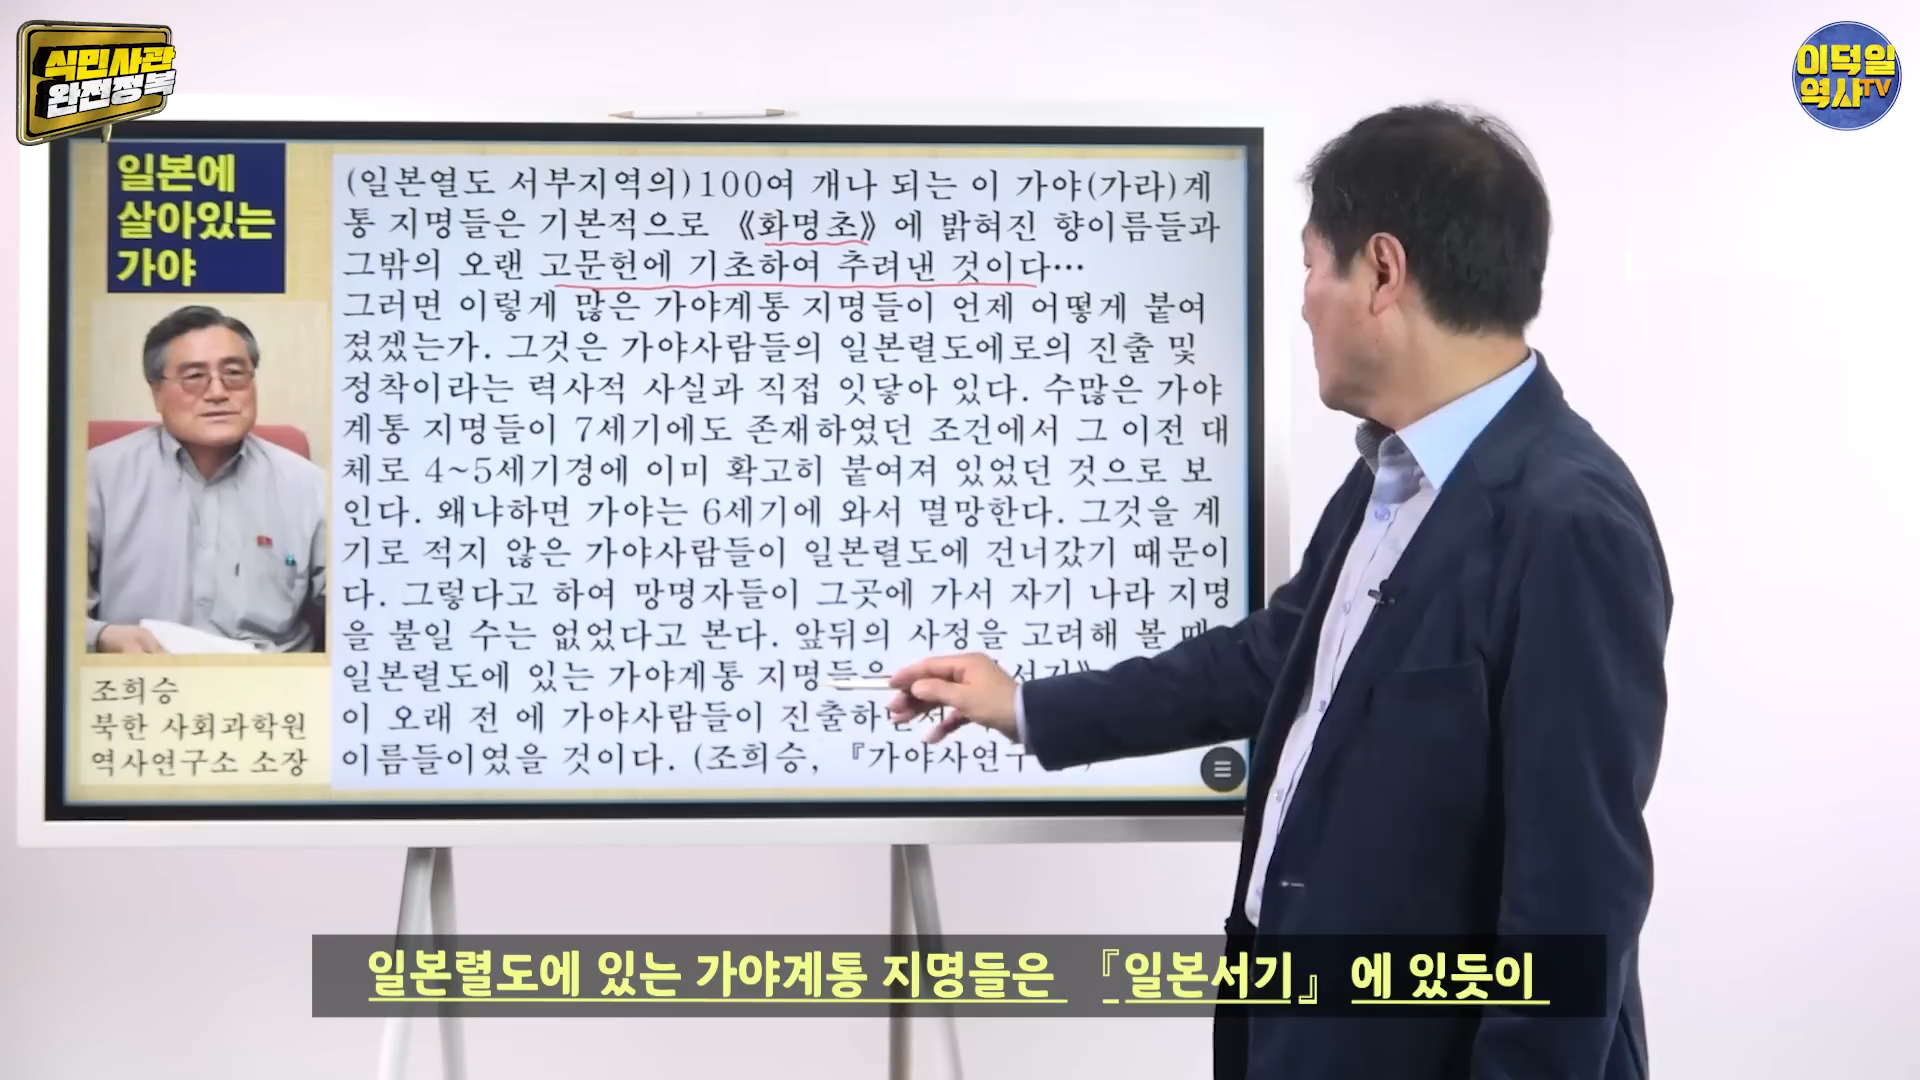 식민사관
완전정복
이덕일
역사TV
일본에
살아있는
가야
(일본열도 서부지역의)100여 개나 되는 이 가야(가라)계
통 지명들은 기본적으로 《화명초》에 밝혀진 향이름들과
그밖의 오랜 고문헌에 기초하여 추려낸 것이다…
그러면 이렇게 많은 가야계통 지명들이 언제 어떻게 붙여
졌겠는가. 그것은 가야사람들의 일본렬도에로의 진출 및
정착이라는 력사적 사실과 직접 잇닿아 있다. 수많은 가야
계통 지명들이 7세기에도 존재하였던 조건에서 그 이전 대
체로 4~5세기경에 이미 확고히 붙여져 있었던 것으로 보
인다. 왜냐하면 가야는 6세기에 와서 멸망한다. 그것을 계
기로 적지 않은 가야사람들이 일본렬도에 건너갔기 때문이
다. 그렇다고 하여 망명자들이 그곳에 가서 자기 나라 지명
을 불일 수는 없었다고 본다. 앞뒤의 사정을 고려해 볼 때
일본렬도에 있는 가야계통 지명들은 서기》
이 오래 전 에 가야사람들이 진출하면서
이름들이였을 것이다. (조희승, 『가야사연구
조희승
북한 사회과학원
역사연구소 소장
일본렬도에 있는 가야계통 지명들은 『일본서기』에 있듯이